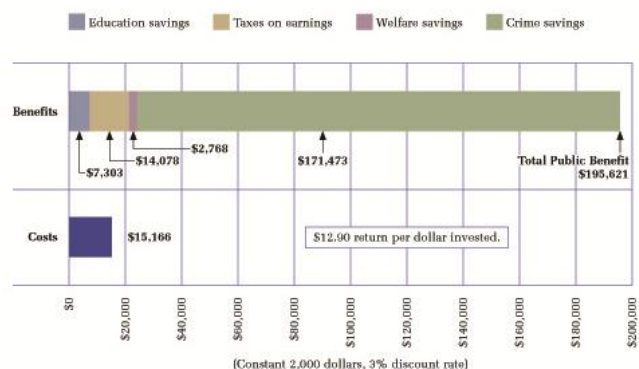 Education savings Taxes on earnings Welfare savings Crime savings
Benefits
$2,768
$14,078
$7,303
$171,473
Total Public Benefit
$195,621
Costs
$15,166
$12.90 return per dollar invested.
$0
$20,000
$40,000
$60,000
$80,000
$100,000
$120,000
$140,000
$160,000
$180,000
$200,000
(Constant 2,000 dollars, 3% discount rate)